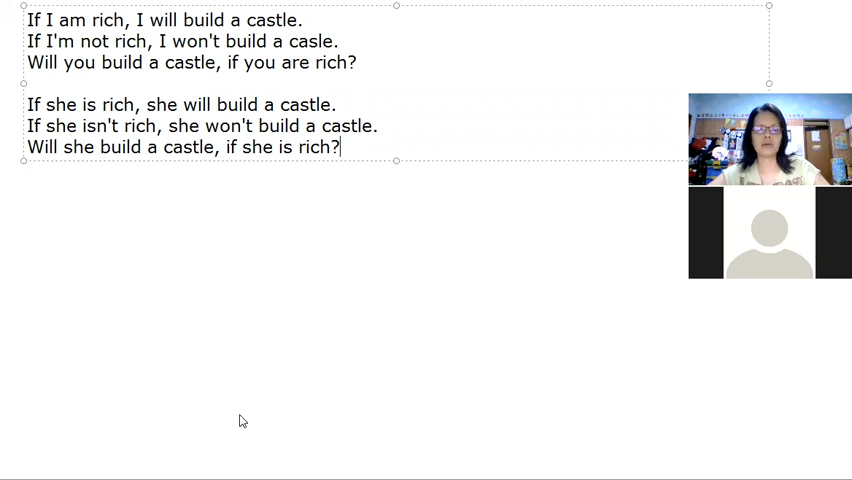 If I am rich, I will build a castle.
If I'm not rich, I won't build a casle.
Will you build a castle, if you are rich?
If she is rich, she will build a castle.
If she isn't rich, she won't build a castle.
Will she build a castle, if she is rich?